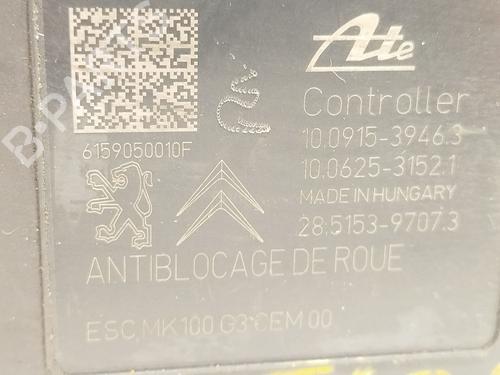 Ate
Controller
10.0915-3946.3
10.0625-3152.1
MADE IN HUNGARY
28.5153-9707.3
6159050010F
ANTIBLOCAGE DE ROUE
ESC MK100 G3 CEM 00
B-PARTS